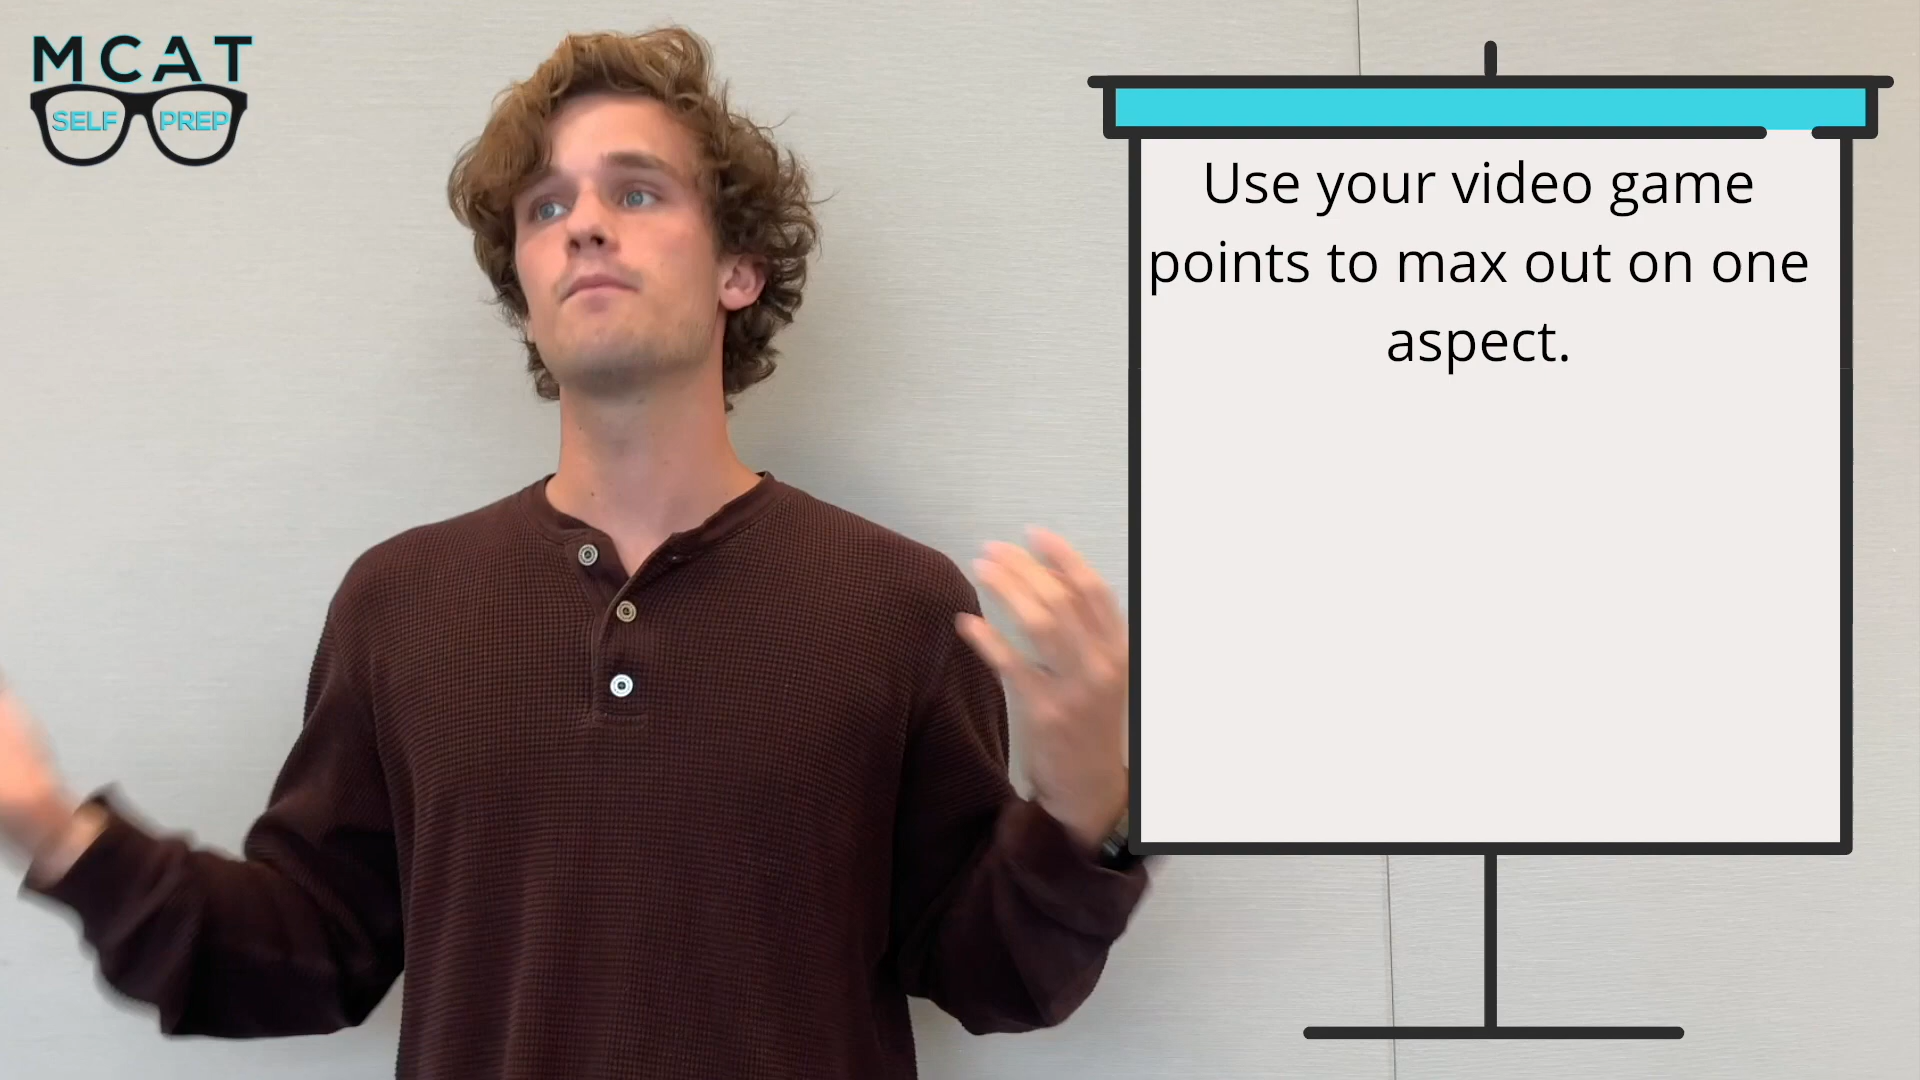 MCAT
SELF PREP
Use your video game
points to max out on one
aspect.